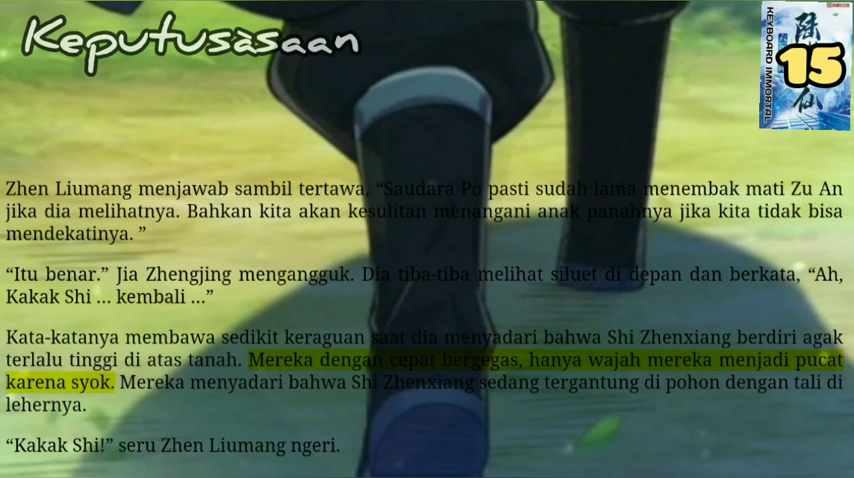 Keputusasaan
KEYBOARD IMMORTAL
15
Zhen Liumang menjawab sambil tertawa, “Saudara Po pasti sudah lama menembak mati Zu An
jika dia melihatnya. Bahkan kita akan kesulitan menangani anak panahnya jika kita tidak bisa
mendekatinya. ”
“Itu benar.” Jia Zhengjing mengangguk. Dia tiba-tiba melihat siluet di depan dan berkata, “Ah,
Kakak Shi ... kembali ...”
Kata-katanya membawa sedikit keraguan saat dia menyadari bahwa Shi Zhenxiang berdiri agak
terlalu tinggi di atas tanah. Mereka dengan cepat bergegas, hanya wajah mereka menjadi pucat
karena syok. Mereka menyadari bahwa Shi Zhenxiang sedang tergantung di pohon dengan tali di
lehernya.
“Kakak Shi!” seru Zhen Liumang ngeri.